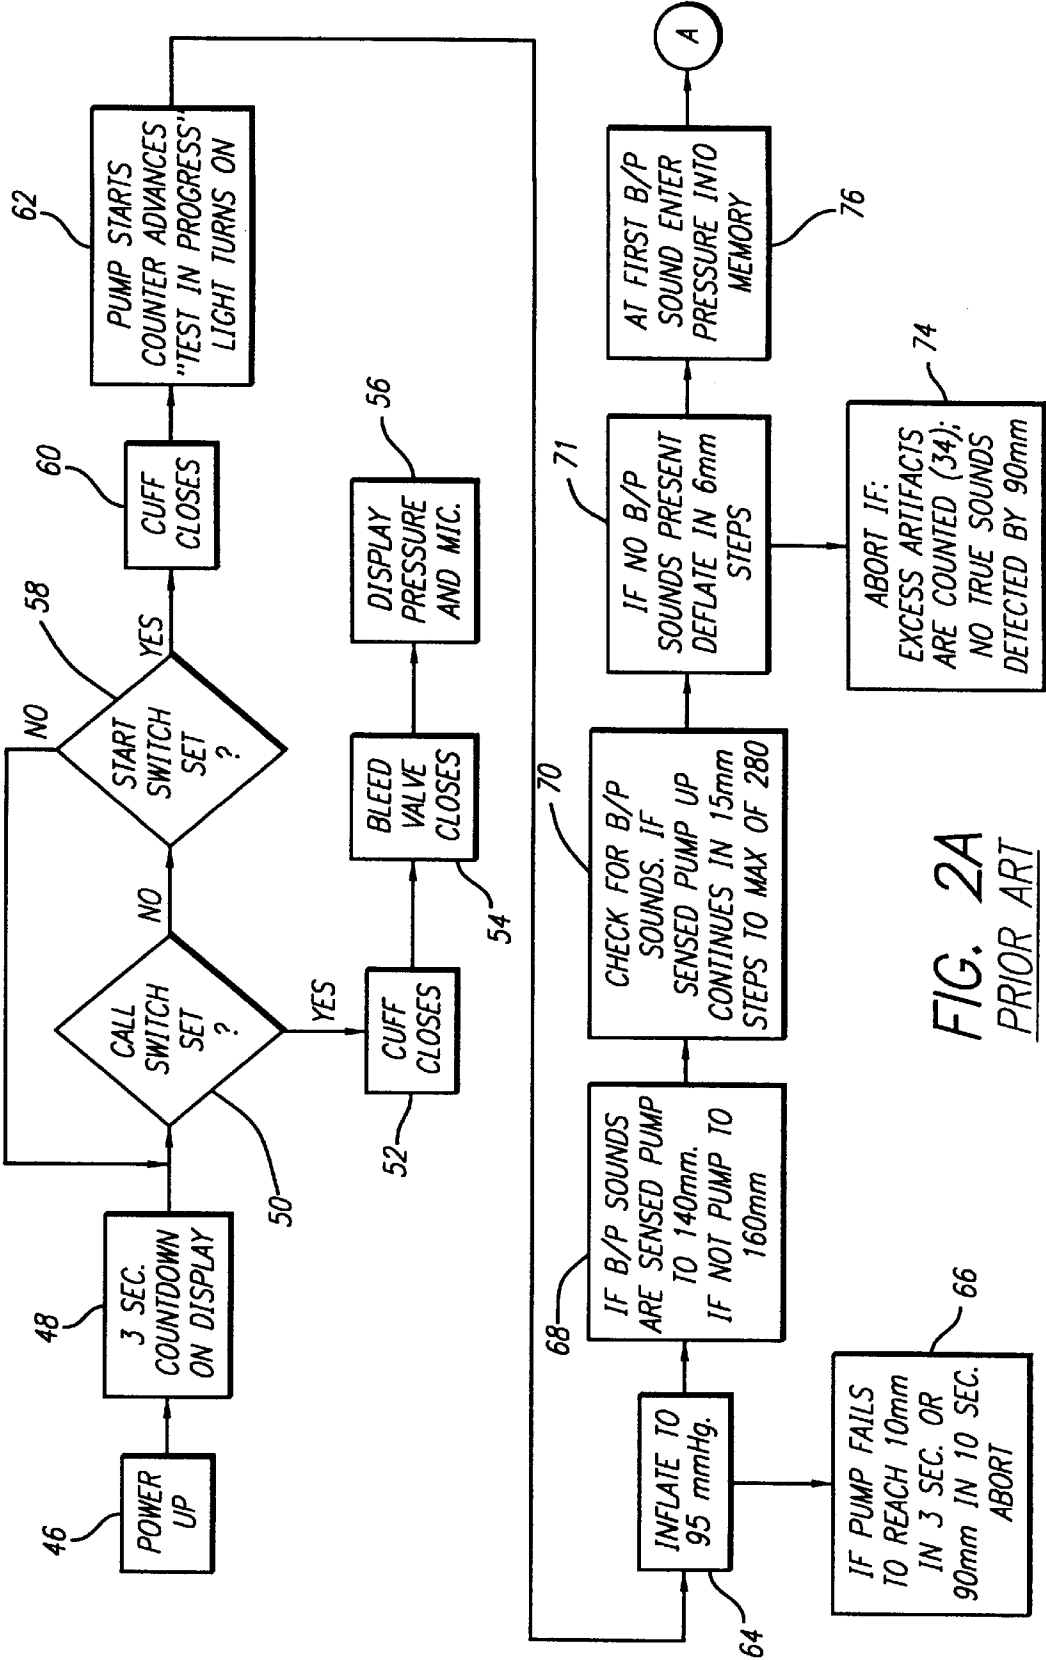 46
POWER
UP
48
3 SEC.
COUNTDOWN
ON DISPLAY
50
CALL
SWITCH
SET
?
NO
YES
52
CUFF
CLOSES
54
BLEED
VALVE
CLOSES
56
DISPLAY
PRESSURE
AND MIC.
58
START
SWITCH
SET
?
NO
YES
60
CUFF
CLOSES
62
PUMP STARTS
COUNTER ADVANCES
"TEST IN PROGRESS"
LIGHT TURNS ON
64
INFLATE TO
95 mmHg.
66
IF PUMP FAILS
TO REACH 10mm
IN 3 SEC. OR
90mm IN 10 SEC.
ABORT
68
IF B/P SOUNDS
ARE SENSED PUMP
TO 140mm.
IF NOT PUMP TO
160mm
70
CHECK FOR B/P
SOUNDS. IF
SENSED PUMP UP
CONTINUES IN 15mm
STEPS TO MAX OF 280
71
IF NO B/P
SOUNDS PRESENT
DEFLATE IN 6mm
STEPS
74
ABORT IF:
EXCESS ARTIFACTS
ARE COUNTED (34);
NO TRUE SOUNDS
DETECTED BY 90mm
76
AT FIRST B/P
SOUND ENTER
PRESSURE INTO
MEMORY
A
FIG. 2A
PRIOR ART